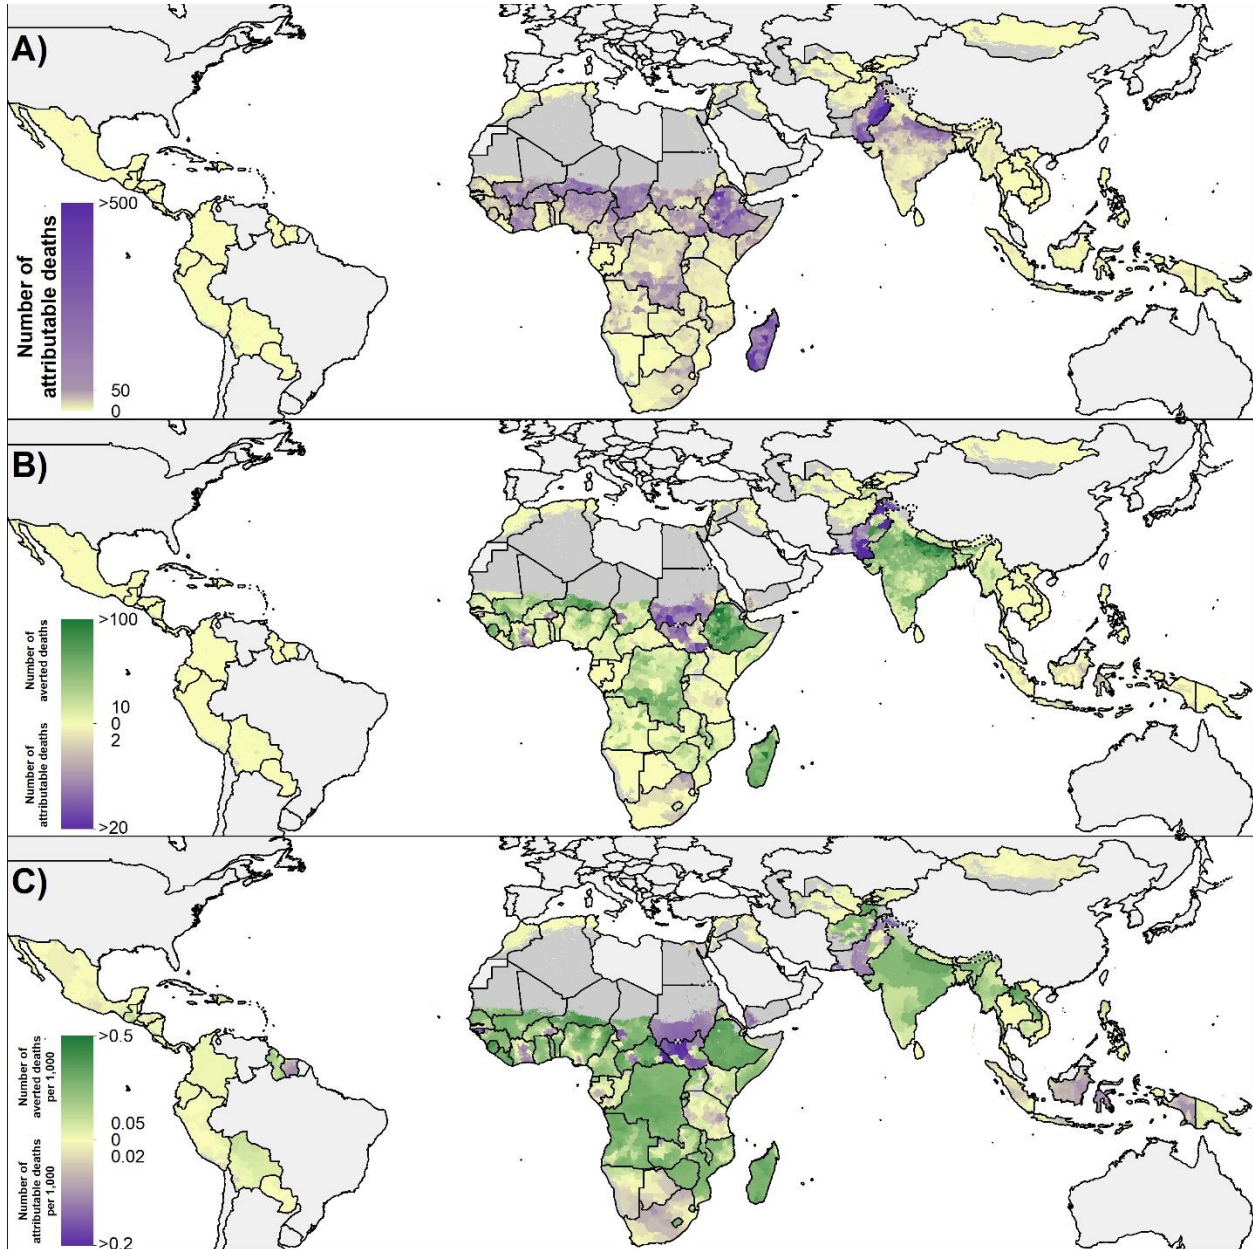 A)
>500
Number of
attributable deaths
50
0
B)
>100
Number of
averted deaths
10
0
2
Number of
attributable deaths
>20
C)
>0.5
Number of
averted deaths
per 1,000
0.05
0
0.02
Number of
attributable deaths
per 1,000
>0.2